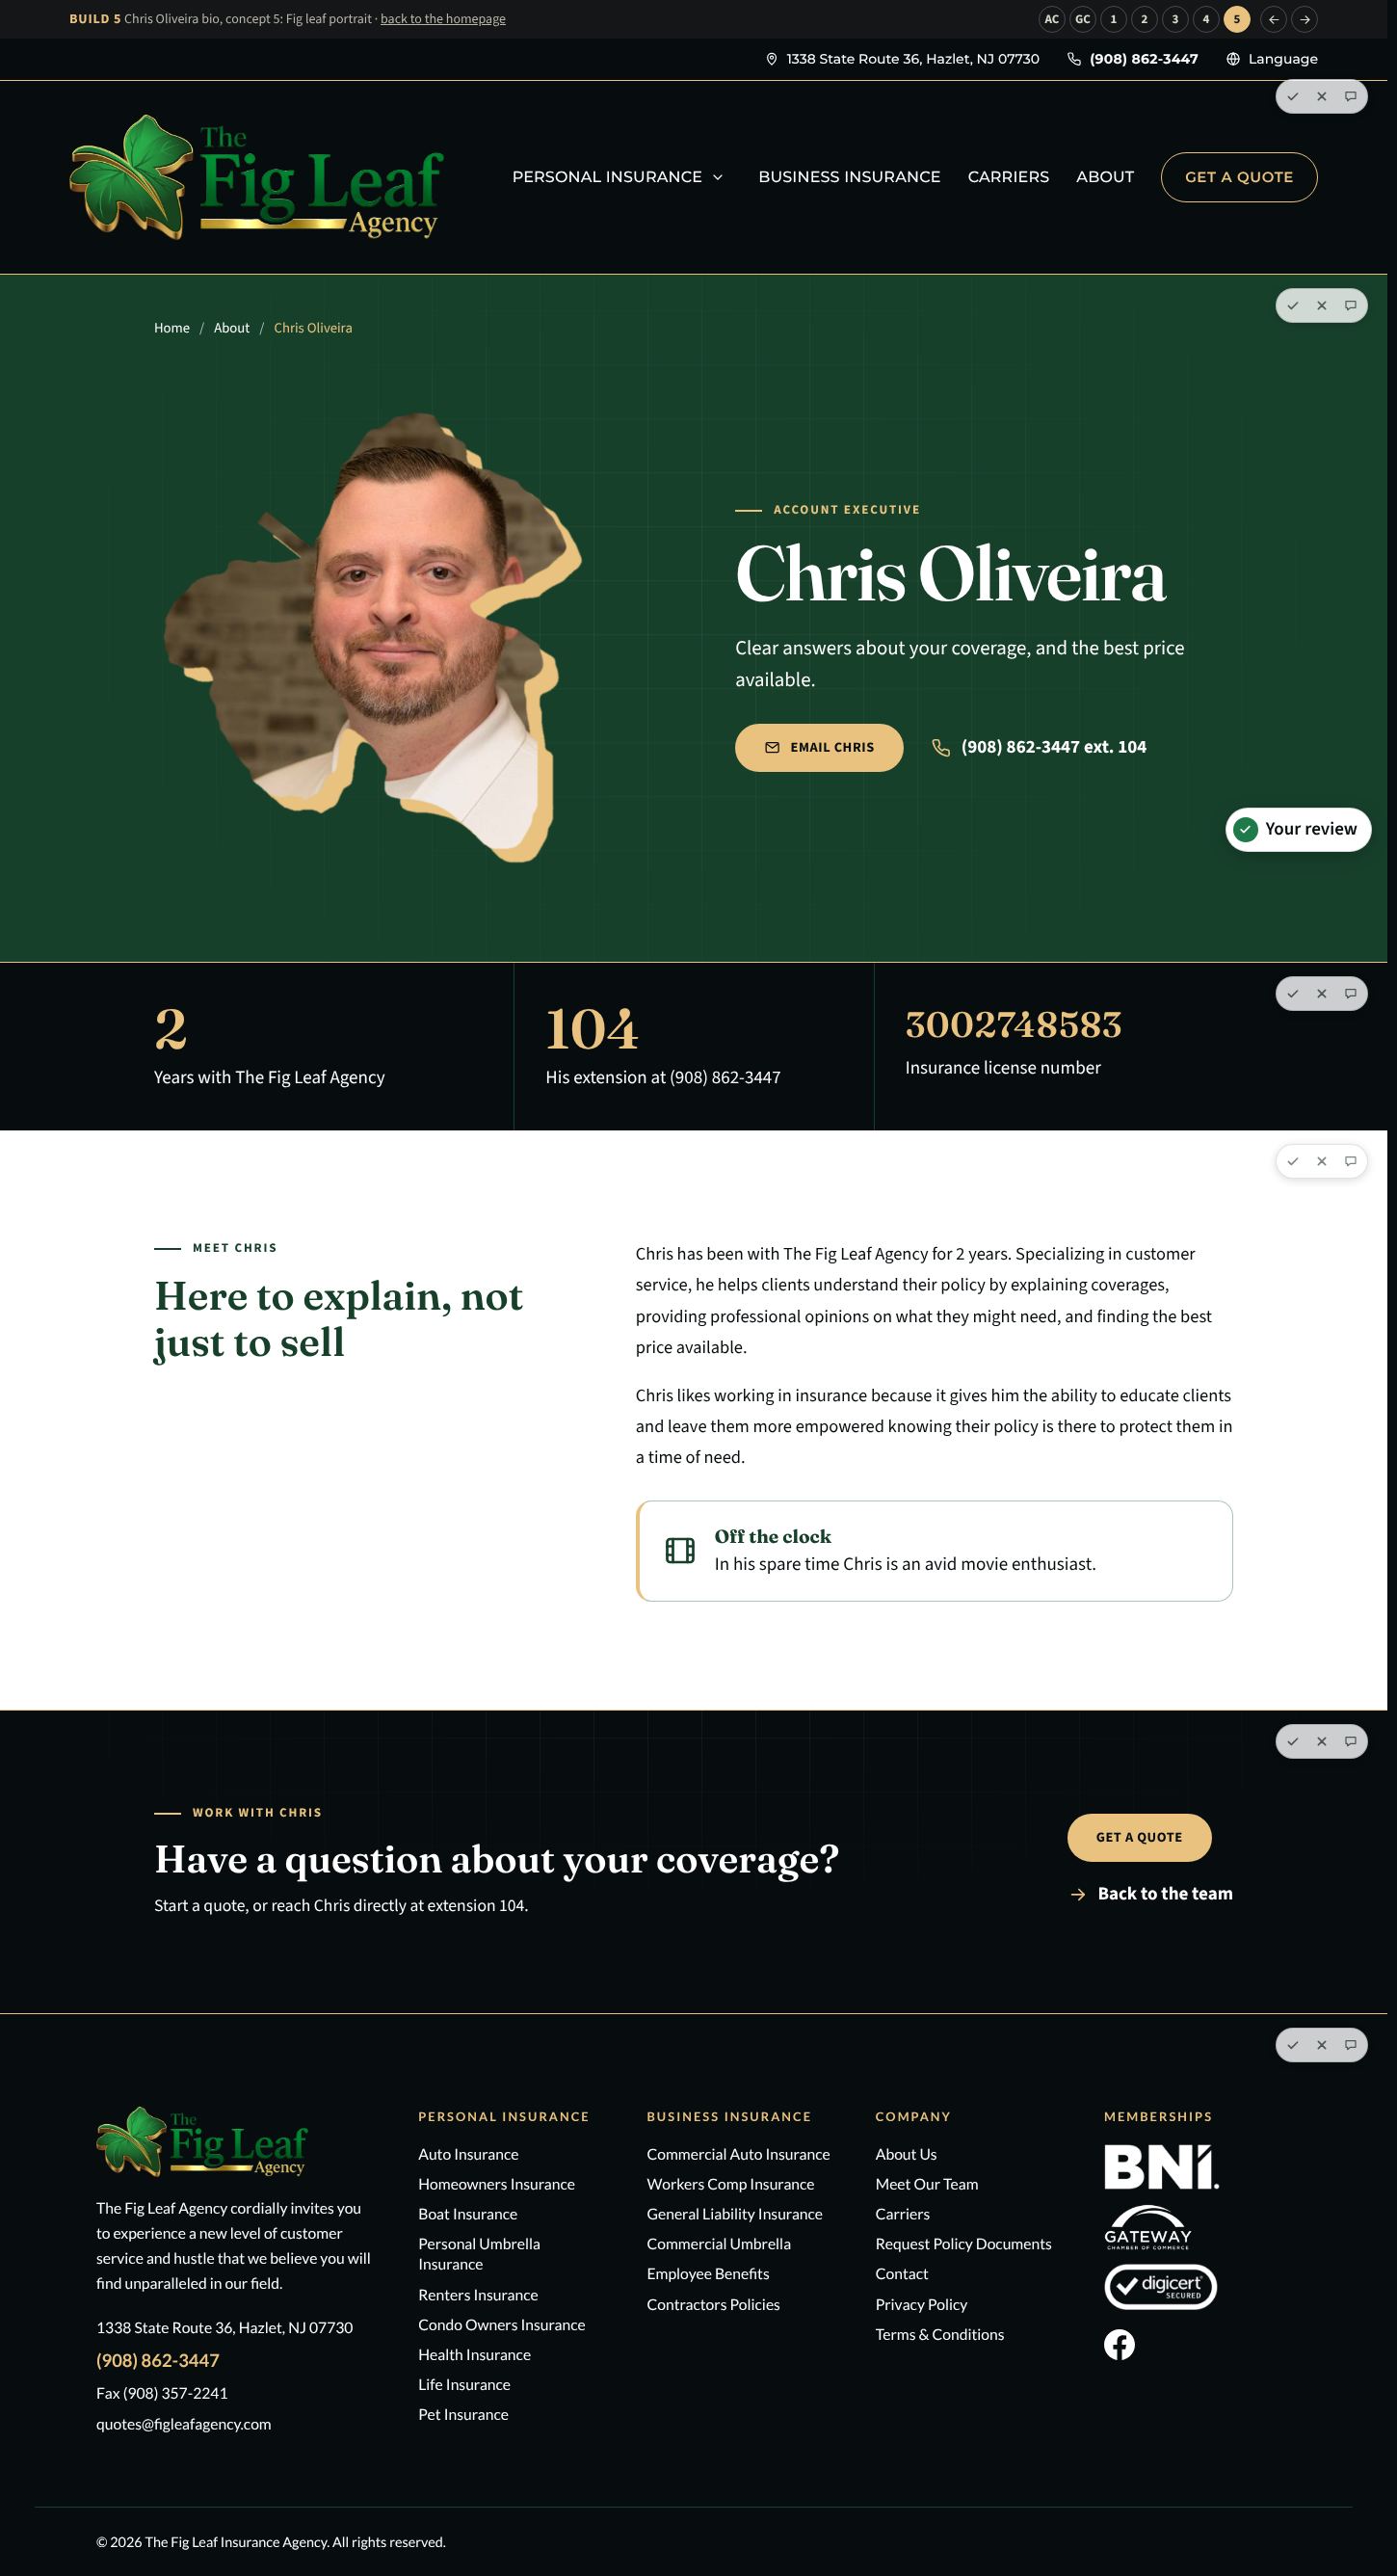 BUILD 5 Chris Oliveira bio, concept 5: Fig leaf portrait · back to the homepage
AC GC 1 2 3 4 5
1338 State Route 36, Hazlet, NJ 07730
(908) 862-3447
Language
The
Fig Leaf
Agency
PERSONAL INSURANCE
BUSINESS INSURANCE
CARRIERS
ABOUT
GET A QUOTE
Home / About / Chris Oliveira
ACCOUNT EXECUTIVE
Chris Oliveira
Clear answers about your coverage, and the best price
available.
EMAIL CHRIS
(908) 862-3447 ext. 104
Your review
2
Years with The Fig Leaf Agency
104
His extension at (908) 862-3447
3002748583
Insurance license number
MEET CHRIS
Here to explain, not
just to sell
Chris has been with The Fig Leaf Agency for 2 years. Specializing in customer
service, he helps clients understand their policy by explaining coverages,
providing professional opinions on what they might need, and finding the best
price available.
Chris likes working in insurance because it gives him the ability to educate clients
and leave them more empowered knowing their policy is there to protect them in
a time of need.
Off the clock
In his spare time Chris is an avid movie enthusiast.
WORK WITH CHRIS
Have a question about your coverage?
Start a quote, or reach Chris directly at extension 104.
GET A QUOTE
Back to the team
The
Fig Leaf
Agency
The Fig Leaf Agency cordially invites you
to experience a new level of customer
service and hustle that we believe you will
find unparalleled in our field.
1338 State Route 36, Hazlet, NJ 07730
(908) 862-3447
Fax (908) 357-2241
quotes@figleafagency.com
PERSONAL INSURANCE
Auto Insurance
Homeowners Insurance
Boat Insurance
Personal Umbrella
Insurance
Renters Insurance
Condo Owners Insurance
Health Insurance
Life Insurance
Pet Insurance
BUSINESS INSURANCE
Commercial Auto Insurance
Workers Comp Insurance
General Liability Insurance
Commercial Umbrella
Employee Benefits
Contractors Policies
COMPANY
About Us
Meet Our Team
Carriers
Request Policy Documents
Contact
Privacy Policy
Terms & Conditions
MEMBERSHIPS
BNI.
GATEWAY
CHAMBER OF COMMERCE
digicert
SECURED
© 2026 The Fig Leaf Insurance Agency. All rights reserved.